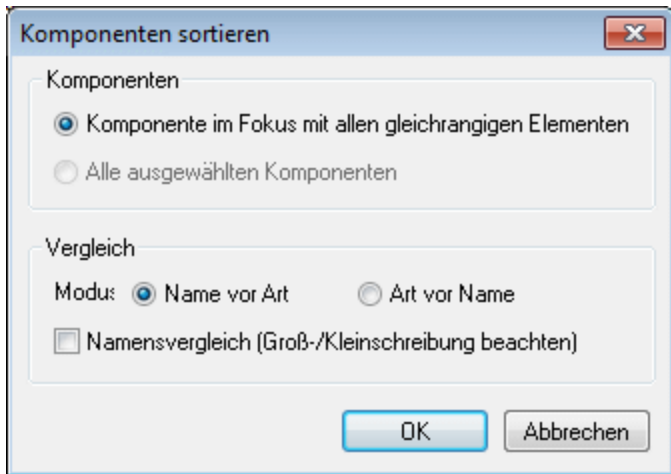 Komponenten sortieren
Komponenten
Komponente im Fokus mit allen gleichrangigen Elementen
Alle ausgewählten Komponenten
Vergleich
Modus Name vor Art Art vor Name
Namensvergleich (Groß-/Kleinschreibung beachten)
OK Abbrechen